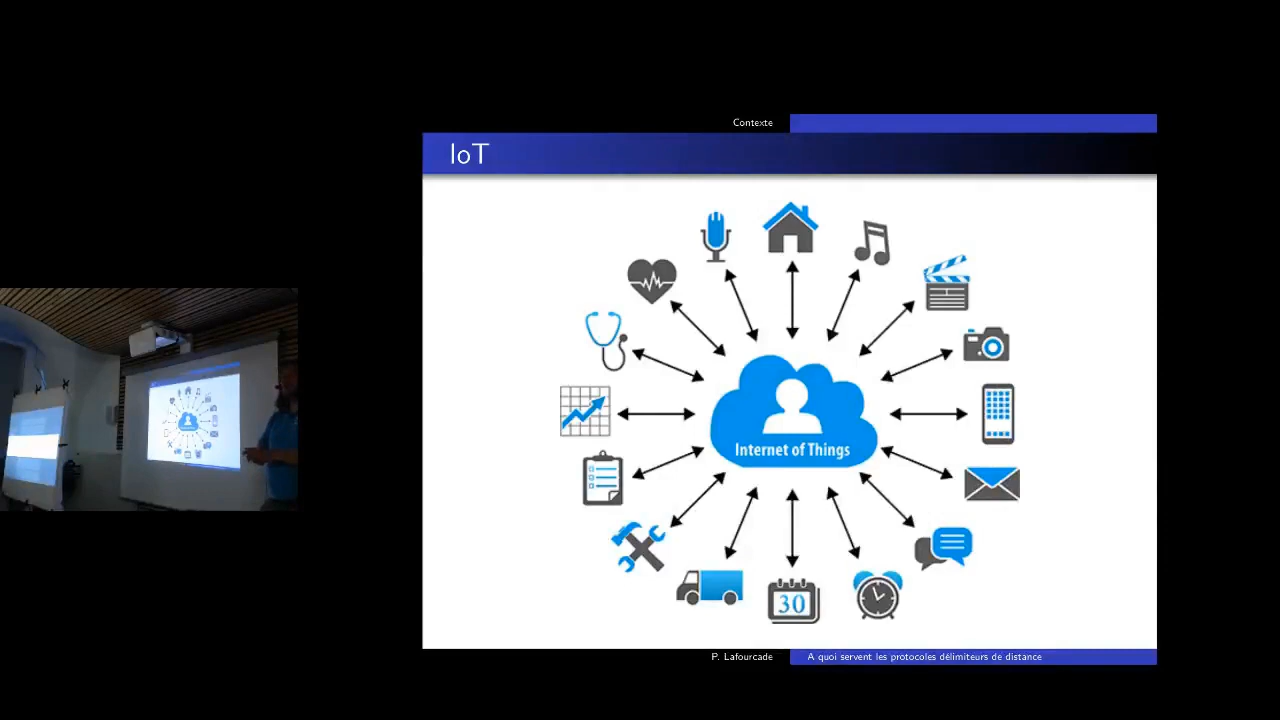 Contexte
IoT
Internet of Things
30
P. Lafourcade
A quoi servent les protocoles délimiteurs de distance